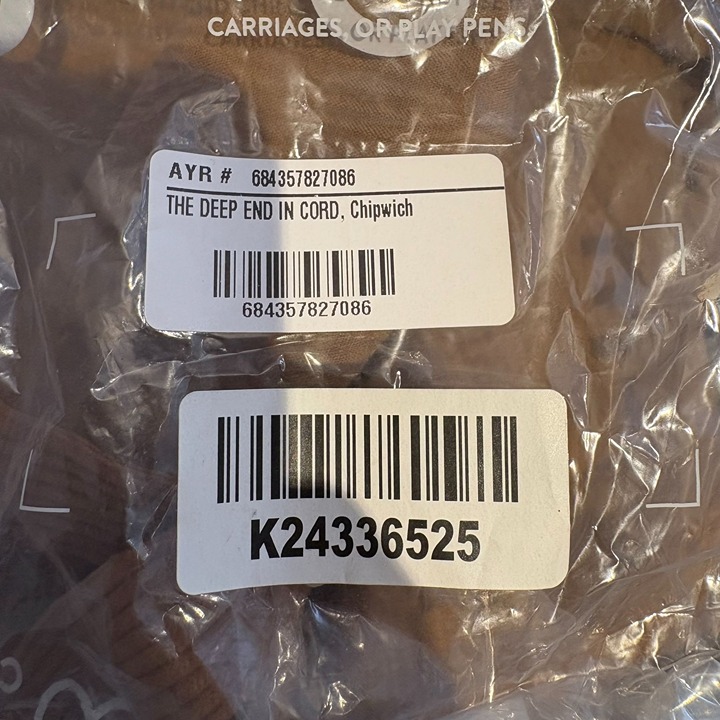 CARRIAGES, OR PLAY PENS.
AYR # 684357827086
THE DEEP END IN CORD, Chipwich
684357827086
K24336525